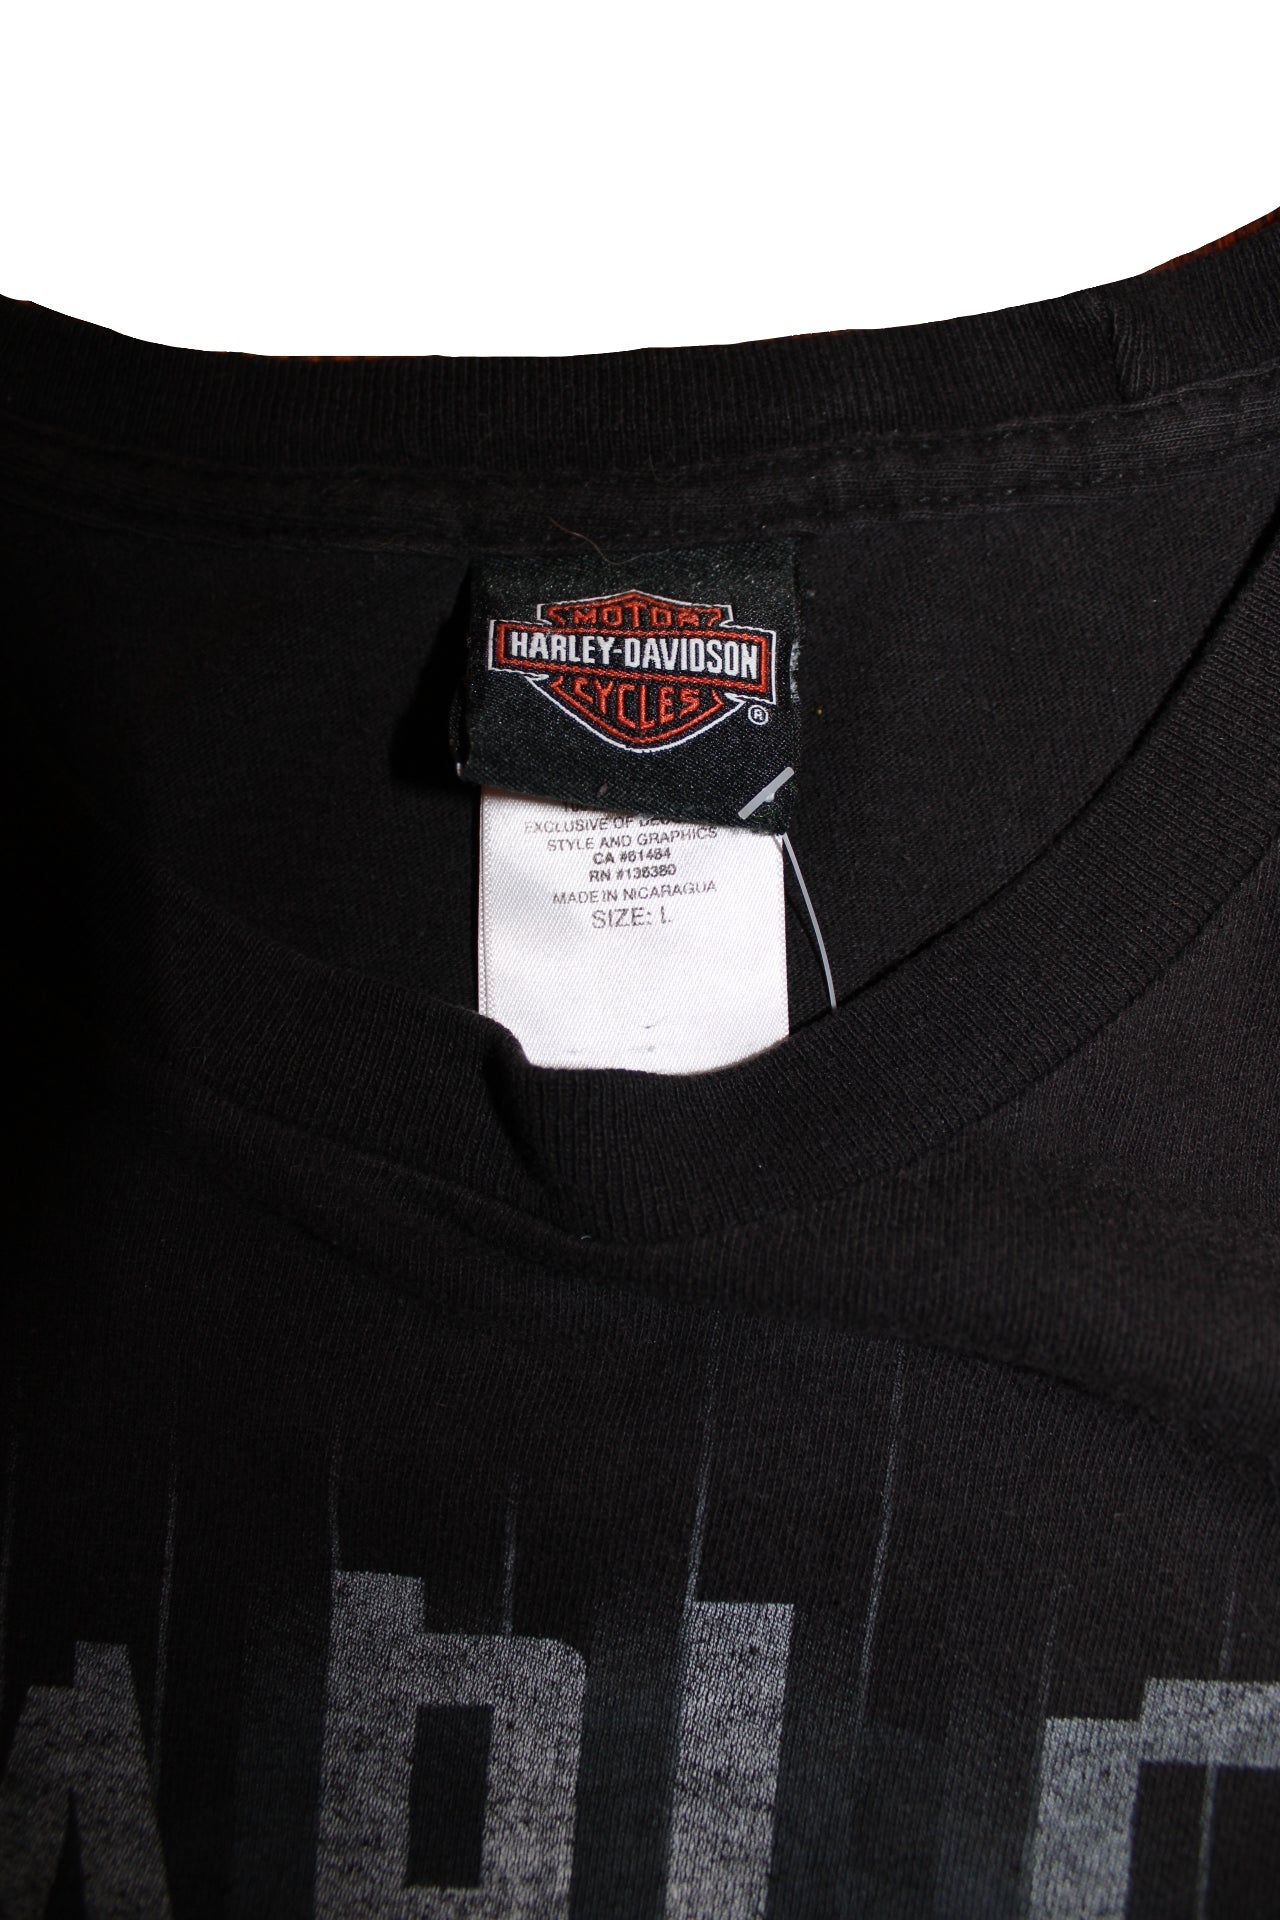 MOTOR
HARLEY-DAVIDSON
CYCLES
®
EXCLUSIVE OF
STYLE AND GRAPHICS
CA #61484
RN #136380
MADE IN NICARAGUA
SIZE: L